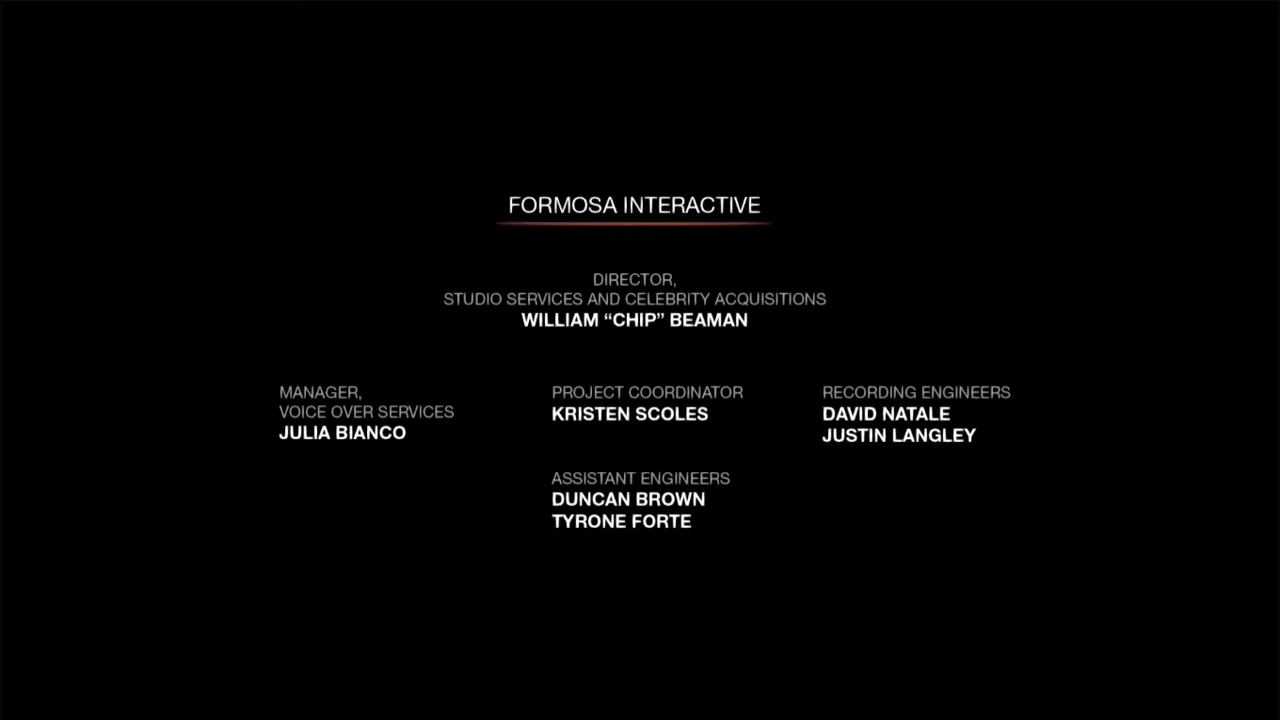 FORMOSA INTERACTIVE
DIRECTOR,
STUDIO SERVICES AND CELEBRITY ACQUISITIONS
WILLIAM “CHIP” BEAMAN
MANAGER,
VOICE OVER SERVICES
JULIA BIANCO
PROJECT COORDINATOR
KRISTEN SCOLES
RECORDING ENGINEERS
DAVID NATALE
JUSTIN LANGLEY
ASSISTANT ENGINEERS
DUNCAN BROWN
TYRONE FORTE